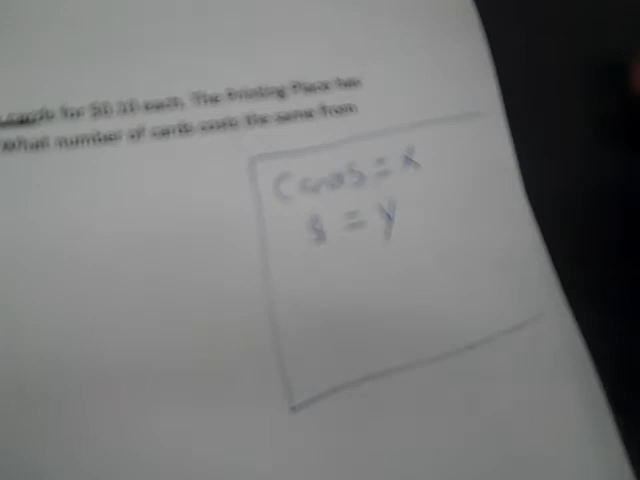 cards for $0.10 each. The Printing Place has
What number of cards costs the same from
Cards = x
$ = y